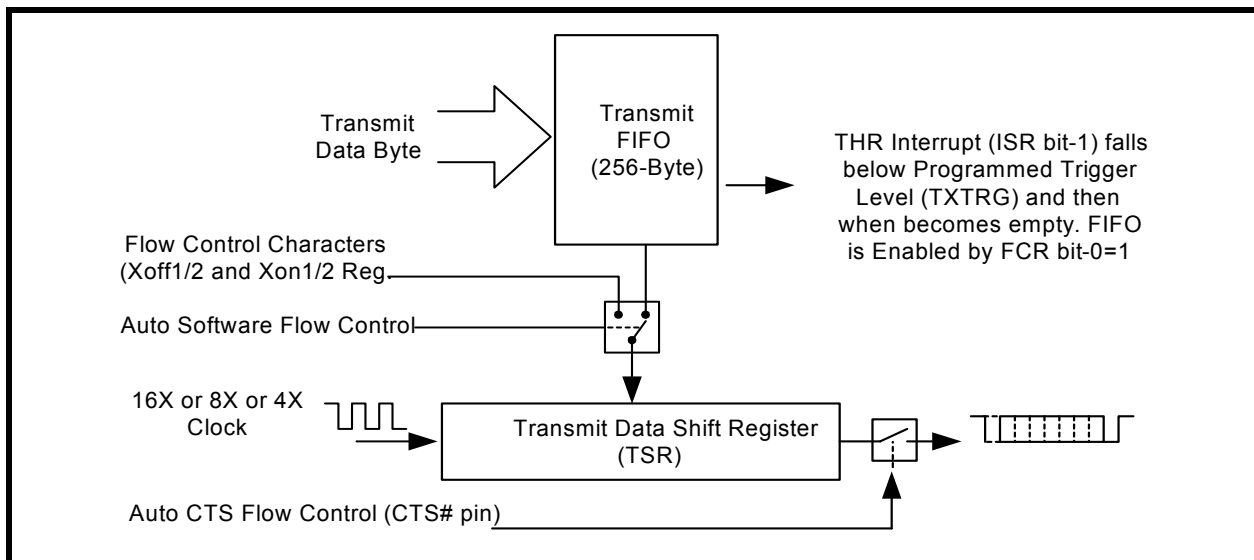 Transmit
Data Byte
Transmit
FIFO
(256-Byte)
THR Interrupt (ISR bit-1) falls
below Programmed Trigger
Level (TXTRG) and then
when becomes empty. FIFO
is Enabled by FCR bit-0=1
Flow Control Characters
(Xoff1/2 and Xon1/2 Reg.
Auto Software Flow Control
16X or 8X or 4X
Clock
Transmit Data Shift Register
(TSR)
Auto CTS Flow Control (CTS# pin)